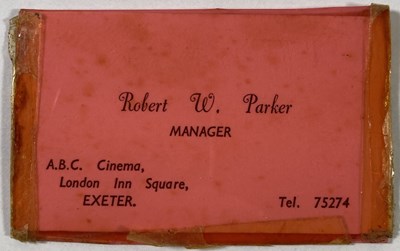 Robert W. Parker
MANAGER
A.B.C. Cinema,
London Inn Square,
EXETER.
Tel. 75274